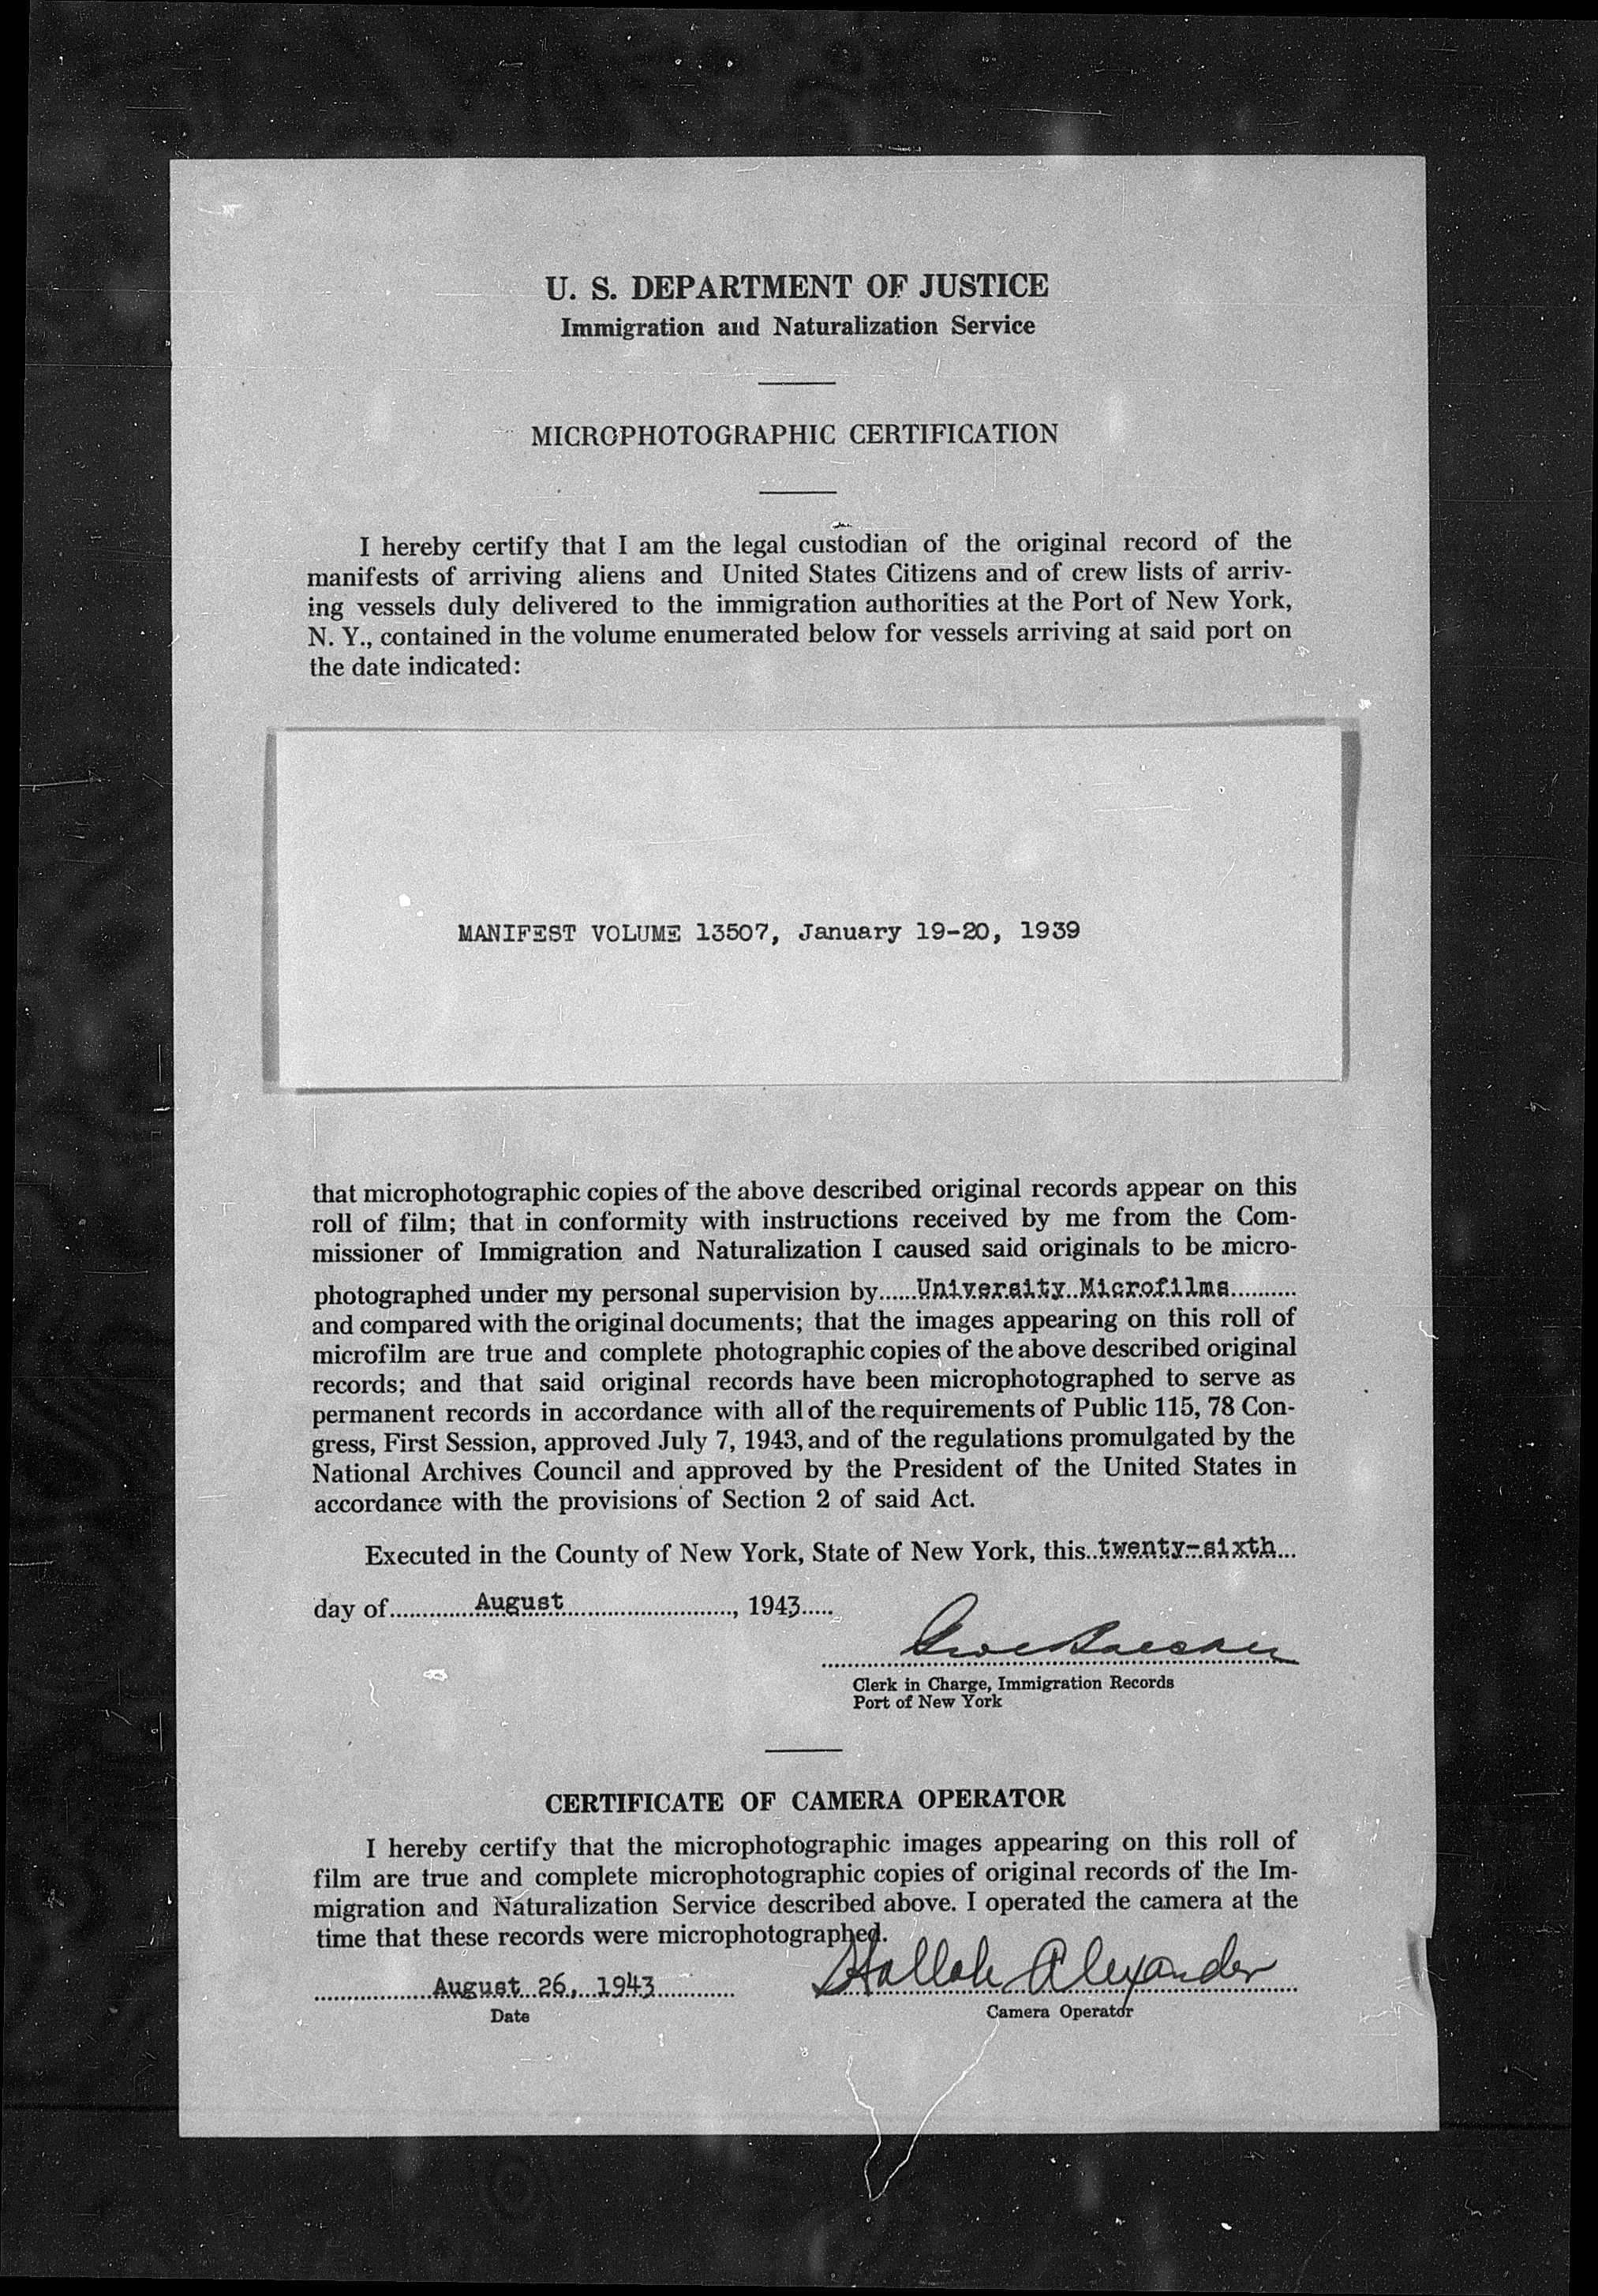 U. S. DEPARTMENT OF JUSTICE
Immigration and Naturalization Service
MICROPHOTOGRAPHIC CERTIFICATION
I hereby certify that I am the legal custodian of the original record of the
manifests of arriving aliens and United States Citizens and of crew lists of arriv-
ing vessels duly delivered to the immigration authorities at the Port of New York,
N. Y., contained in the volume enumerated below for vessels arriving at said port on
the date indicated:
MANIFEST VOLUME 13507, January 19-20, 1939
that microphotographic copies of the above described original records appear on this
roll of film; that in conformity with instructions received by me from the Com-
missioner of Immigration and Naturalization I caused said originals to be micro-
photographed under my personal supervision by......University Microfilms..........
and compared with the original documents; that the images appearing on this roll of
microfilm are true and complete photographic copies of the above described original
records; and that said original records have been microphotographed to serve as
permanent records in accordance with all of the requirements of Public 115, 78 Con-
gress, First Session, approved July 7, 1943, and of the regulations promulgated by the
National Archives Council and approved by the President of the United States in
accordance with the provisions of Section 2 of said Act.
Executed in the County of New York, State of New York, this..twenty-sixth...
day of.............August..........................., 1943.....
Clerk in Charge, Immigration Records
Port of New York
CERTIFICATE OF CAMERA OPERATOR
I hereby certify that the microphotographic images appearing on this roll of
film are true and complete microphotographic copies of original records of the Im-
migration and Naturalization Service described above. I operated the camera at the
time that these records were microphotographed.
August 26, 1943 Alexander
Date Camera Operator